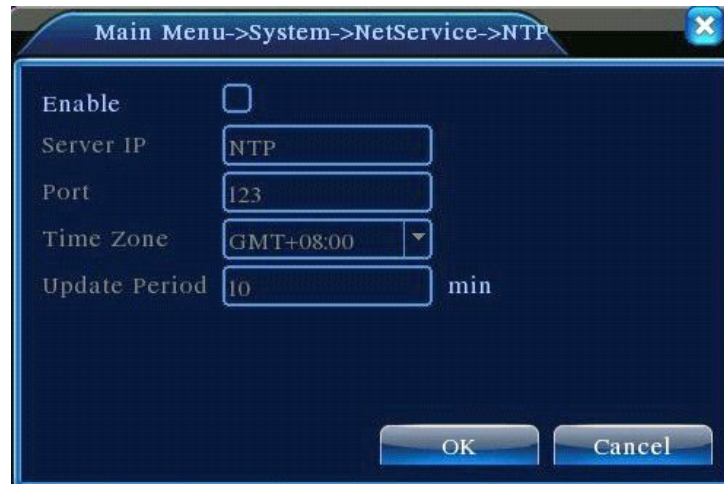 Main Menu->System->NetService->NTP
Enable
Server IP NTP
Port 123
Time Zone GMT+08:00
Update Period 10 min
OK Cancel